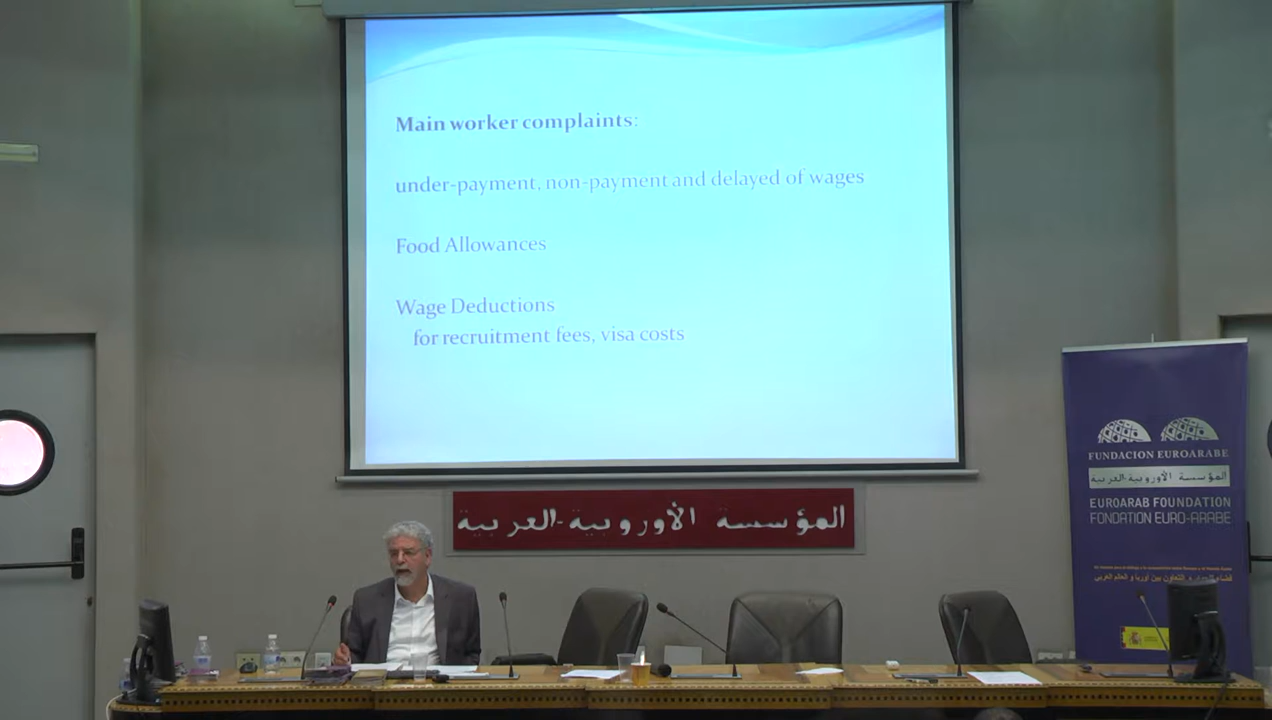 Main worker complaints:
under-payment, non-payment and delayed of wages
Food Allowances
Wage Deductions
for recruitment fees, visa costs
المؤسسة الأوروبية-العربية
FUNDACION EUROARABE
المؤسسة الأوروبية-العربية
EUROARAB FOUNDATION
FONDATION EURO-ARABE